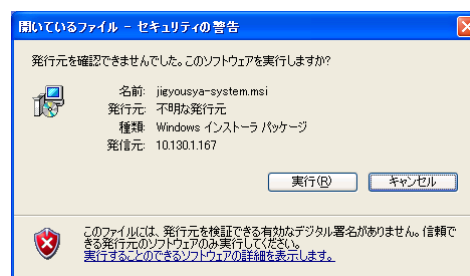 開いているファイル - セキュリティの警告
発行元を確認できませんでした。このソフトウェアを実行しますか?
名前: jigyousya-system.msi
発行元: 不明な発行元
種類: Windows インストーラ パッケージ
発信元: 10.130.1.167
実行(R) キャンセル
このファイルには、発行元を検証できる有効なデジタル署名がありません。信頼で
きる発行元のソフトウェアのみ実行してください。
実行することのできるソフトウェアの詳細を表示します。